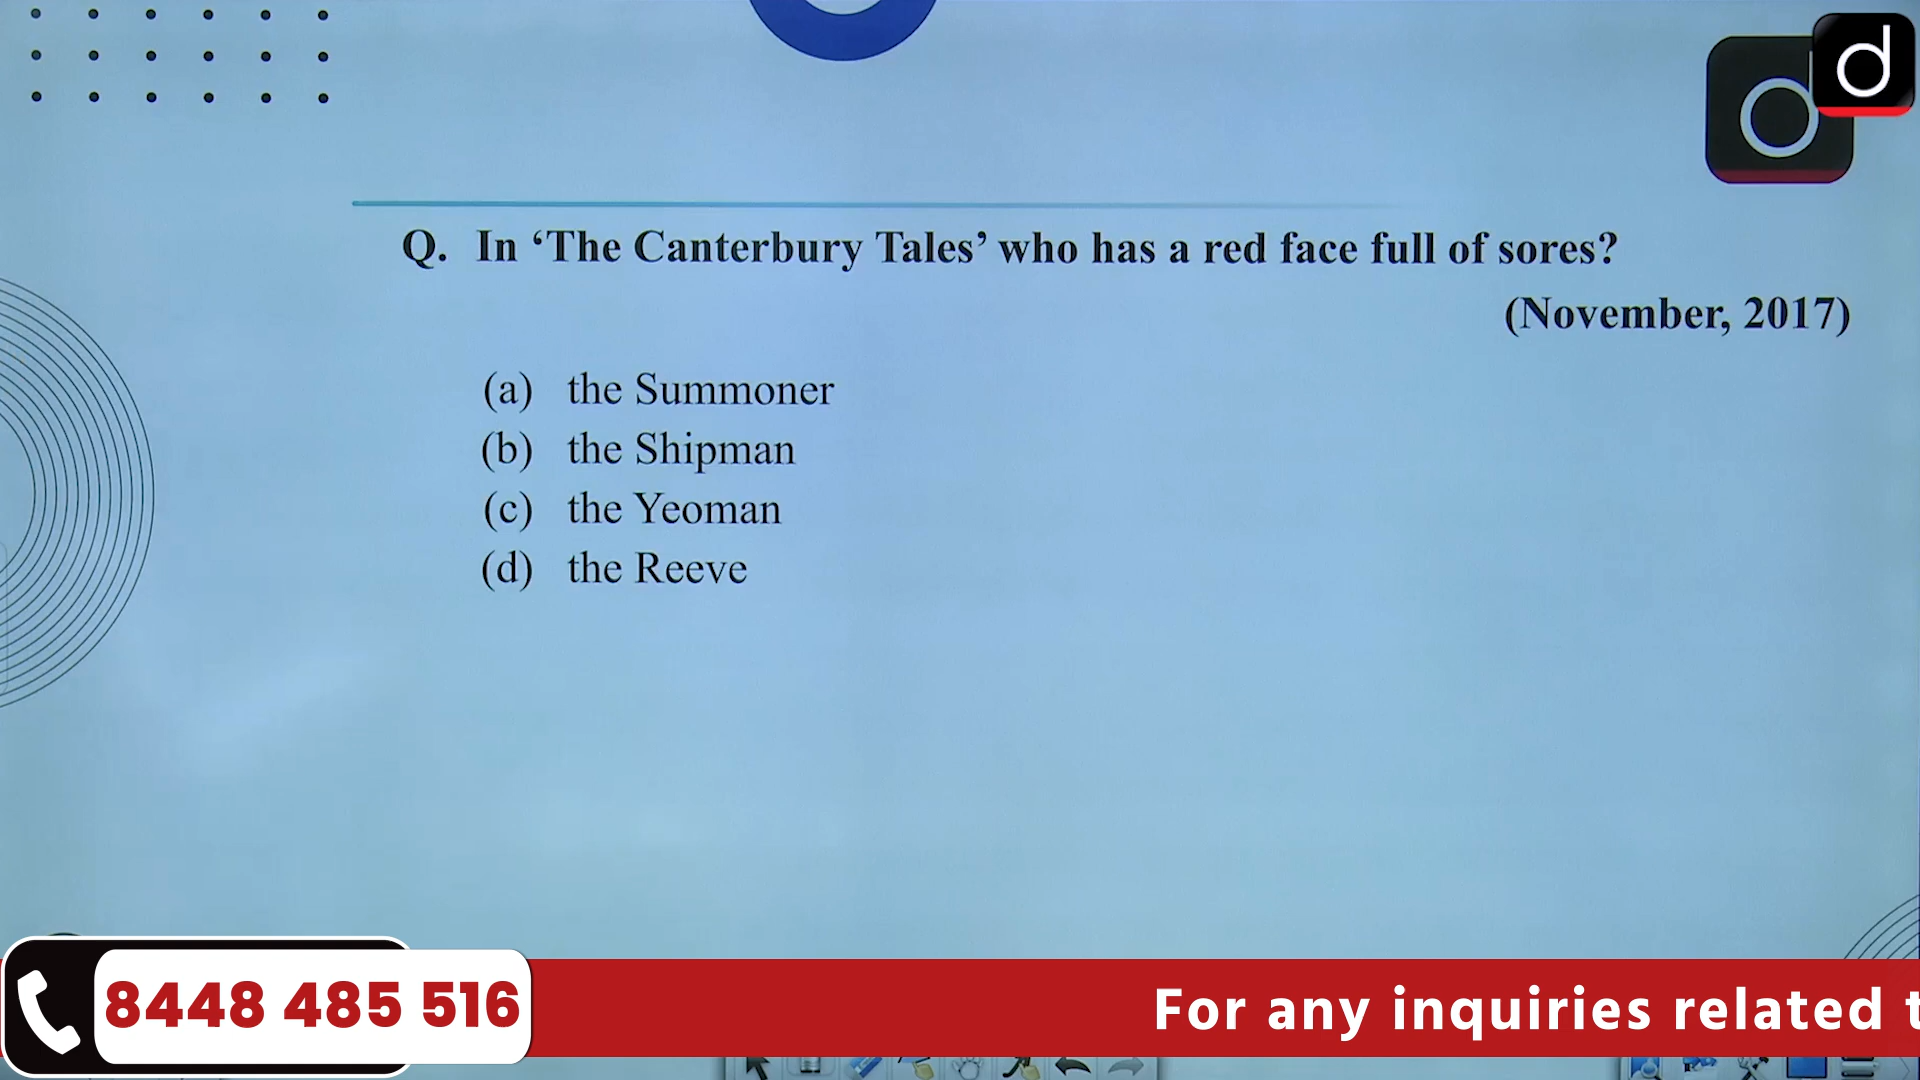 d
Q. In ‘The Canterbury Tales’ who has a red face full of sores?
(November, 2017)
(a) the Summoner
(b) the Shipman
(c) the Yeoman
(d) the Reeve
8448 485 516
For any inquiries related t